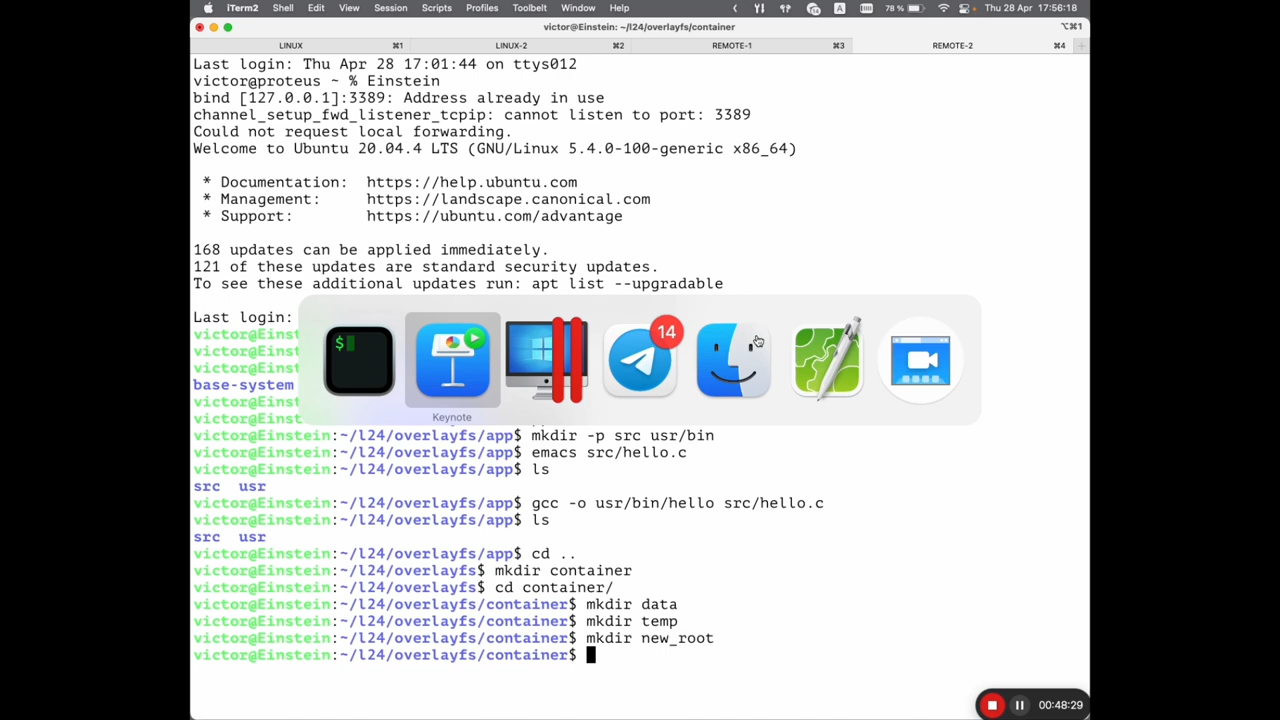 iTerm2 Shell Edit View Session Scripts Profiles Toolbelt Window Help A 78 % Thu 28 Apr 17:56:18
victor@Einstein: ~/l24/overlayfs/container ⌥⌘1
LINUX ⌘1 LINUX-2 ⌘2 REMOTE-1 ⌘3 REMOTE-2 ⌘4
Last login: Thu Apr 28 17:01:44 on ttys012
victor@proteus ~ % Einstein
bind [127.0.0.1]:3389: Address already in use
channel_setup_fwd_listener_tcpip: cannot listen to port: 3389
Could not request local forwarding.
Welcome to Ubuntu 20.04.4 LTS (GNU/Linux 5.4.0-100-generic x86_64)
* Documentation: https://help.ubuntu.com
* Management: https://landscape.canonical.com
* Support: https://ubuntu.com/advantage
168 updates can be applied immediately.
121 of these updates are standard security updates.
To see these additional updates run: apt list --upgradable
Last login:
victor@Einst
victor@Einst
victor@Einst
base-system
victor@Einst
victor@Einst
$
14
Keynote
victor@Einstein:~/l24/overlayfs/app$ mkdir -p src usr/bin
victor@Einstein:~/l24/overlayfs/app$ emacs src/hello.c
victor@Einstein:~/l24/overlayfs/app$ ls
src usr
victor@Einstein:~/l24/overlayfs/app$ gcc -o usr/bin/hello src/hello.c
victor@Einstein:~/l24/overlayfs/app$ ls
src usr
victor@Einstein:~/l24/overlayfs/app$ cd ..
victor@Einstein:~/l24/overlayfs$ mkdir container
victor@Einstein:~/l24/overlayfs$ cd container/
victor@Einstein:~/l24/overlayfs/container$ mkdir data
victor@Einstein:~/l24/overlayfs/container$ mkdir temp
victor@Einstein:~/l24/overlayfs/container$ mkdir new_root
victor@Einstein:~/l24/overlayfs/container$
00:48:29